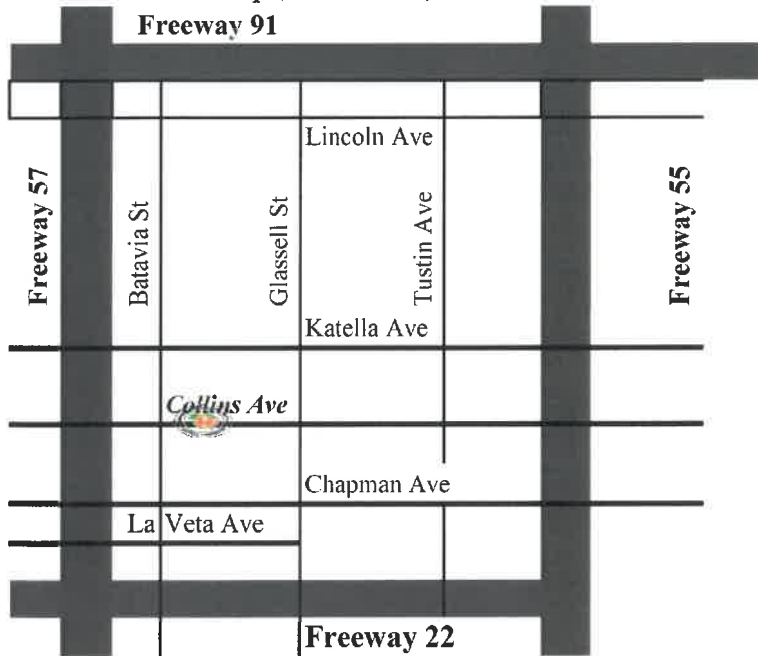 Freeway 91
Lincoln Ave
Freeway 57
Batavia St
Glassell St
Tustin Ave
Freeway 55
Katella Ave
Collins Ave
Chapman Ave
La Veta Ave
Freeway 22